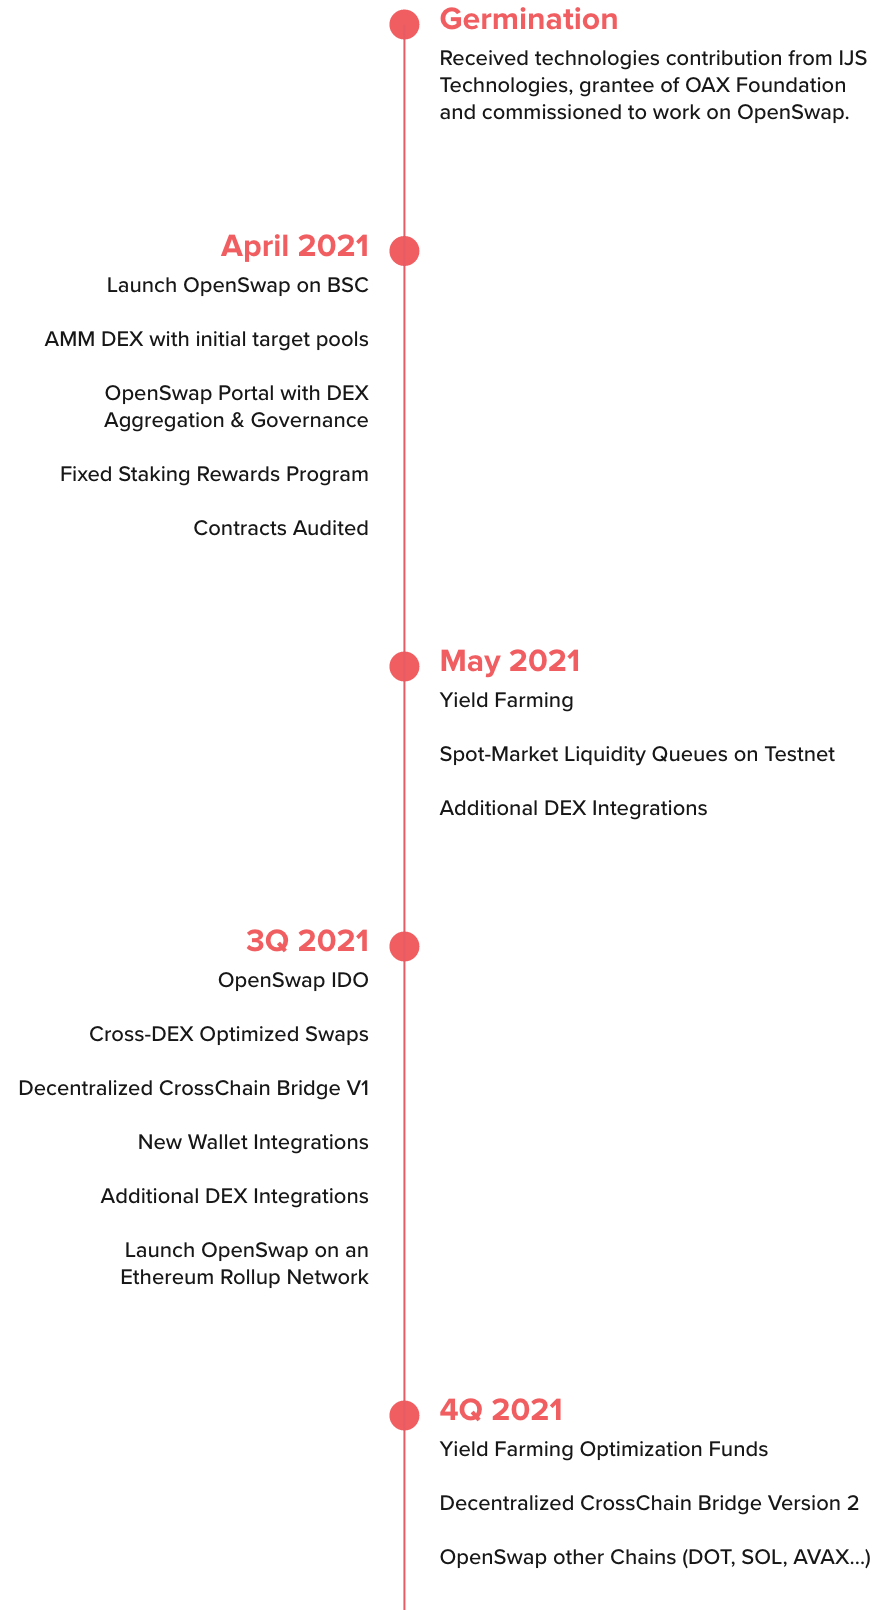 Germination
Received technologies contribution from IJS
Technologies, grantee of OAX Foundation
and commissioned to work on OpenSwap.
April 2021
Launch OpenSwap on BSC
AMM DEX with initial target pools
OpenSwap Portal with DEX
Aggregation & Governance
Fixed Staking Rewards Program
Contracts Audited
May 2021
Yield Farming
Spot-Market Liquidity Queues on Testnet
Additional DEX Integrations
3Q 2021
OpenSwap IDO
Cross-DEX Optimized Swaps
Decentralized CrossChain Bridge V1
New Wallet Integrations
Additional DEX Integrations
Launch OpenSwap on an
Ethereum Rollup Network
4Q 2021
Yield Farming Optimization Funds
Decentralized CrossChain Bridge Version 2
OpenSwap other Chains (DOT, SOL, AVAX...)